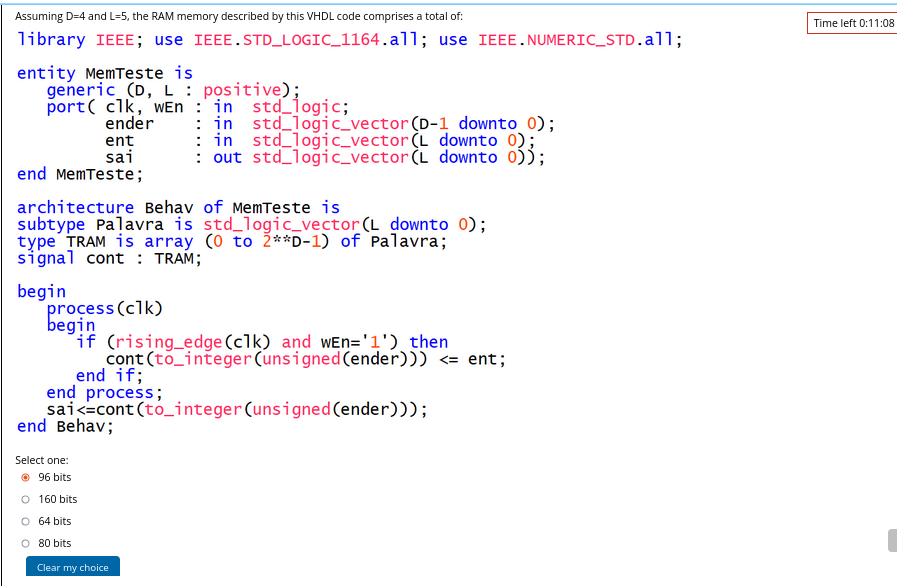 Assuming D=4 and L=5, the RAM memory described by this VHDL code comprises a total of:
Time left 0:11:08
library IEEE; use IEEE.STD_LOGIC_1164.all; use IEEE.NUMERIC_STD.all;
entity MemTeste is
generic (D, L : positive);
port( clk, wEn : in std_logic;
ender : in std_logic_vector(D-1 downto 0);
ent : in std_logic_vector(L downto 0);
sai : out std_logic_vector(L downto 0));
end MemTeste;
architecture Behav of MemTeste is
subtype Palavra is std_logic_vector(L downto 0);
type TRAM is array (0 to 2**D-1) of Palavra;
signal cont : TRAM;
begin
process(clk)
begin
if (rising_edge(clk) and wEn='1') then
cont(to_integer(unsigned(ender))) <= ent;
end if;
end process;
sai<=cont(to_integer(unsigned(ender)));
end Behav;
Select one:
96 bits
160 bits
64 bits
80 bits
Clear my choice